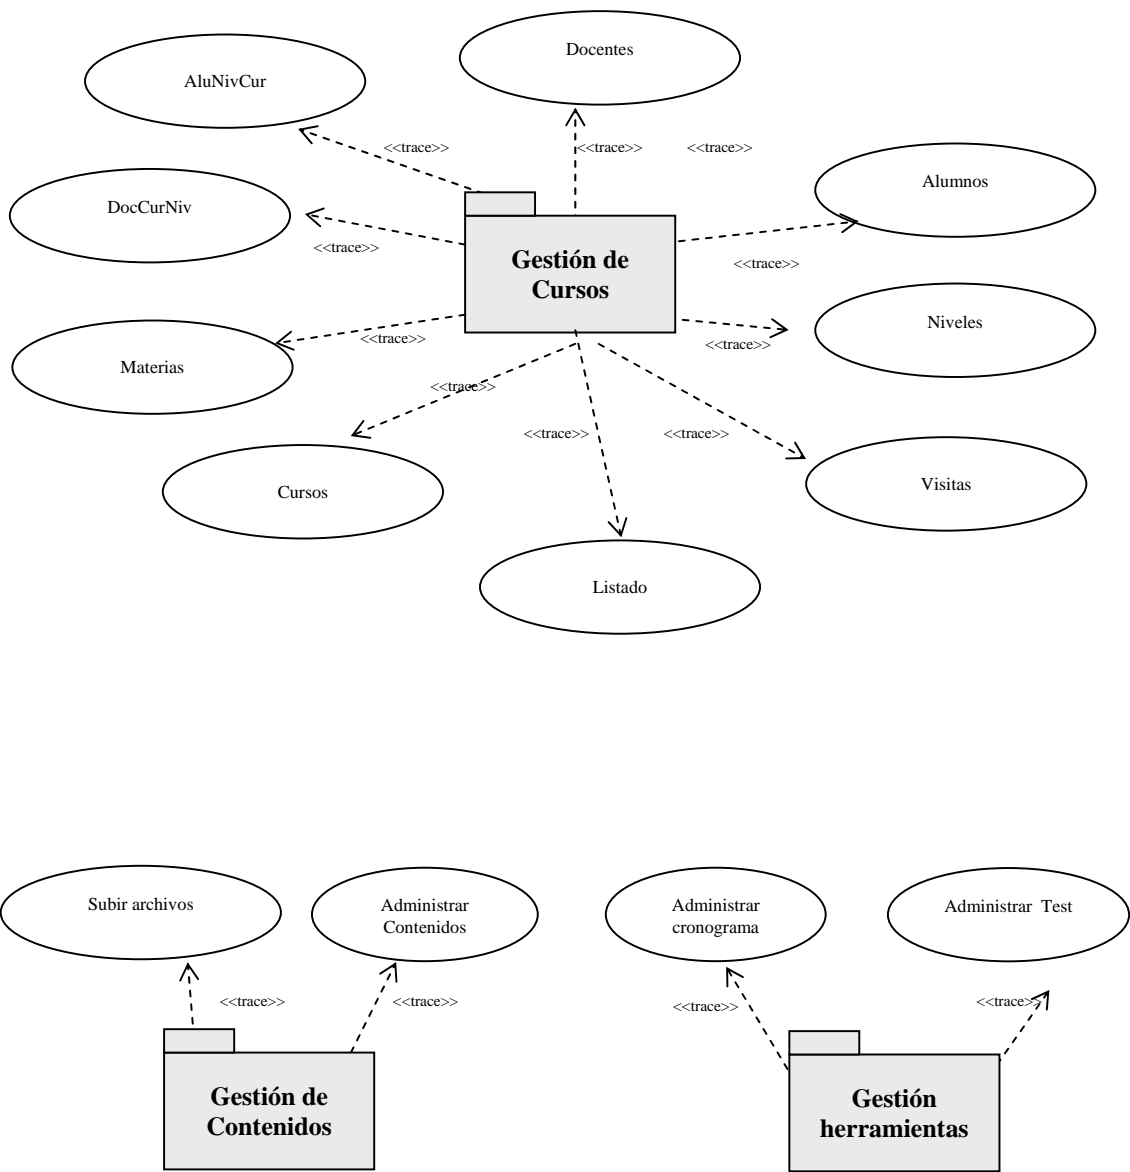 Docentes
AluNivCur
<<trace>>
<<trace>>
<<trace>>
Alumnos
DocCurNiv
<<trace>>
Gestión de
Cursos
<<trace>>
Niveles
<<trace>>
<<trace>>
Materias
<<trace>>
<<trace>>
<<trace>>
Cursos
Visitas
Listado
Subir archivos
Administrar
Contenidos
Administrar
cronograma
Administrar  Test
<<trace>>
<<trace>>
<<trace>>
<<trace>>
Gestión de
Contenidos
Gestión
herramientas